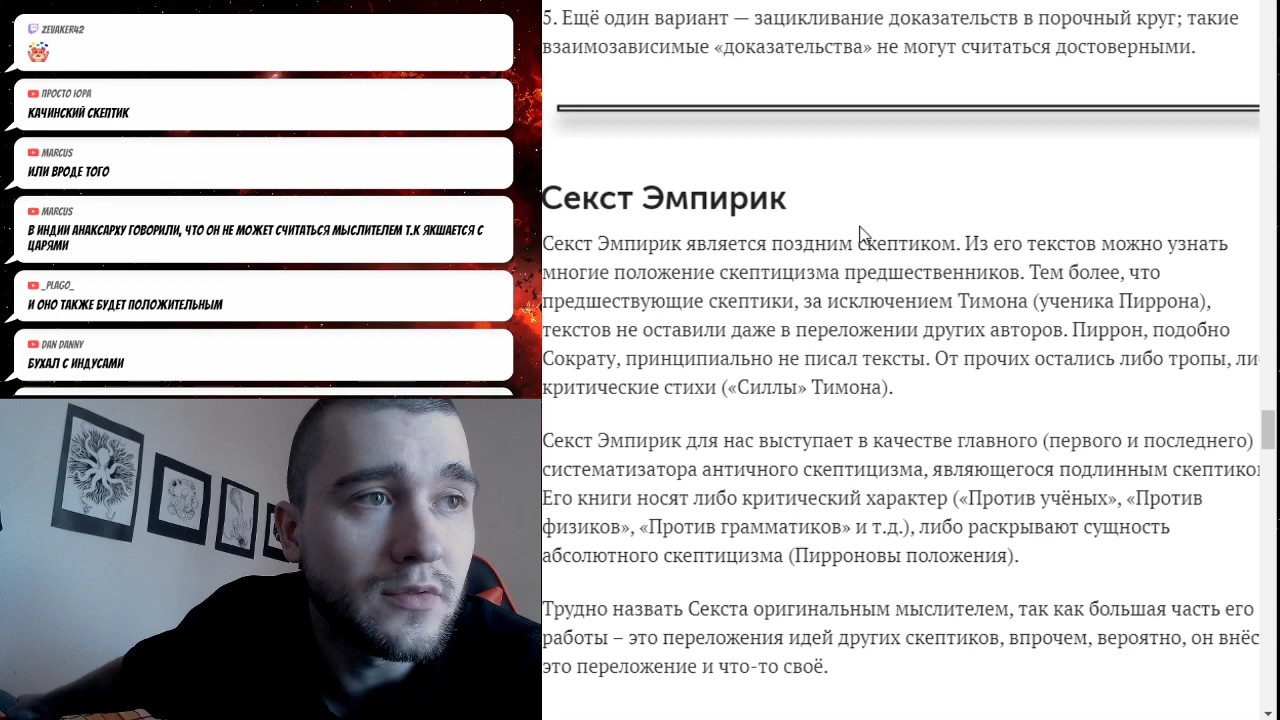 ZEVAKER42
ПРОСТО ЮРА
КАЧИНСКИЙ СКЕПТИК
MARCUS
ИЛИ ВРОДЕ ТОГО
MARCUS
В ИНДИИ АНАКСАРХУ ГОВОРИЛИ, ЧТО ОН НЕ МОЖЕТ СЧИТАТЬСЯ МЫСЛИТЕЛЕМ Т.К ЯКШАЕТСЯ С
ЦАРЯМИ
_PLAGO_
И ОНО ТАКЖЕ БУДЕТ ПОЛОЖИТЕЛЬНЫМ
DAN DANNY
БУХАЛ С ИНДУСАМИ
5. Ещё один вариант — зацикливание доказательств в порочный круг; такие
взаимозависимые «доказательства» не могут считаться достоверными.
Секст Эмпирик
Секст Эмпирик является поздним скептиком. Из его текстов можно узнать
многие положение скептицизма предшественников. Тем более, что
предшествующие скептики, за исключением Тимона (ученика Пиррона),
текстов не оставили даже в переложении других авторов. Пиррон, подобно
Сократу, принципиально не писал тексты. От прочих остались либо тропы, ли
критические стихи («Силлы» Тимона).
Секст Эмпирик для нас выступает в качестве главного (первого и последнего)
систематизатора античного скептицизма, являющегося подлинным скептико
Его книги носят либо критический характер («Против учёных», «Против
физиков», «Против грамматиков» и т.д.), либо раскрывают сущность
абсолютного скептицизма (Пирроновы положения).
Трудно назвать Секста оригинальным мыслителем, так как большая часть его
работы – это переложения идей других скептиков, впрочем, вероятно, он внёс
это переложение и что-то своё.